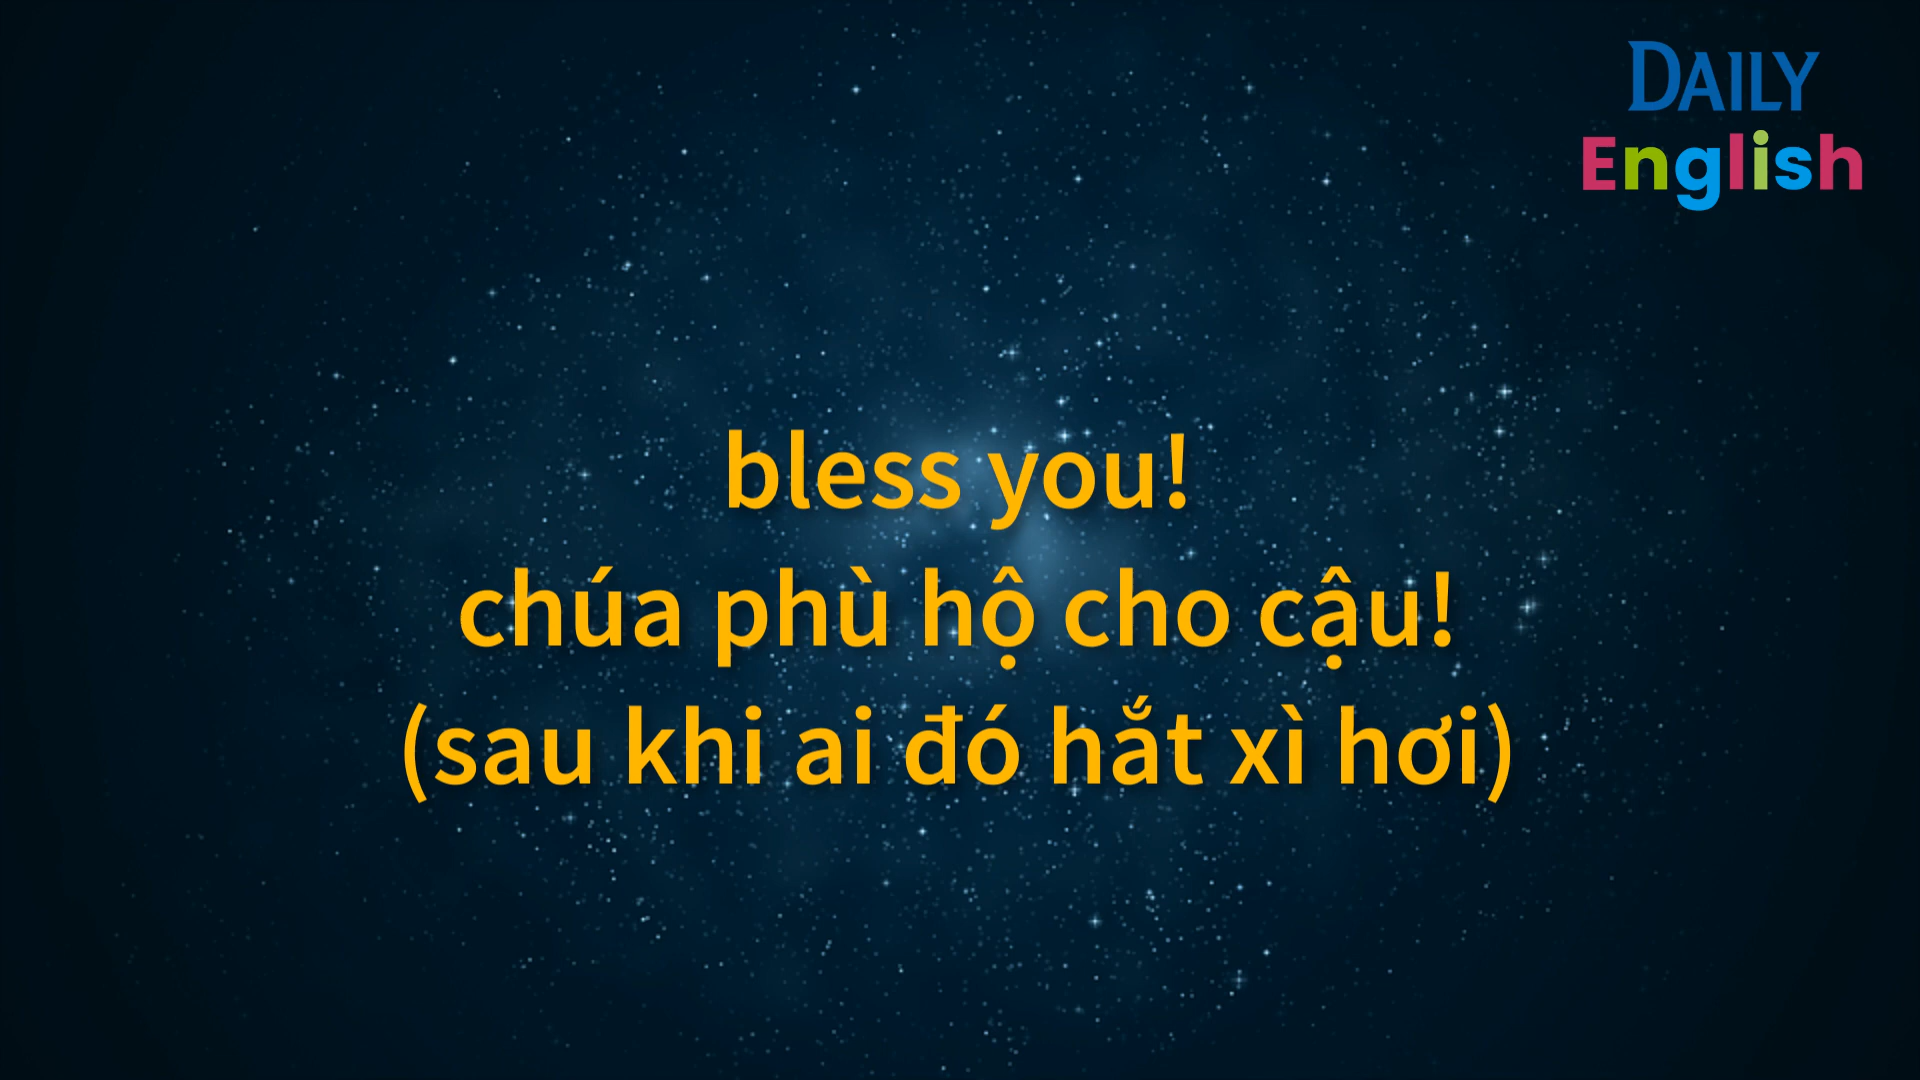 DAILY
English
bless you!
chúa phù hộ cho cậu!
(sau khi ai đó hắt xì hơi)